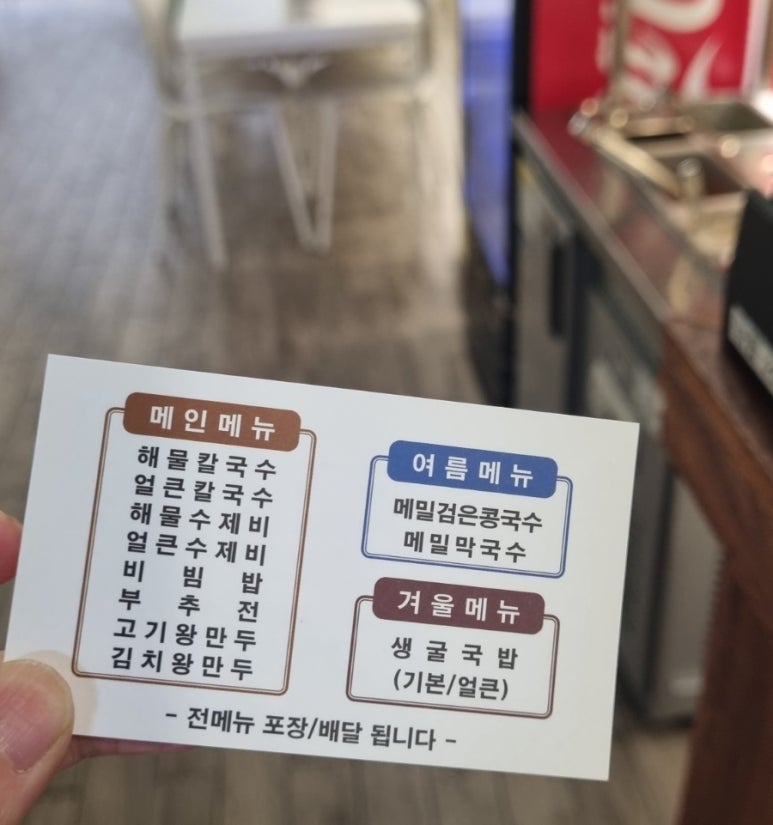 메인메뉴
해물칼국수
얼큰칼국수
해물수제비
얼큰수제비
비빔밥
부추전
고기왕만두
김치왕만두
여름메뉴
메밀검은콩국수
메밀막국수
겨울메뉴
생굴국밥
(기본/얼큰)
- 전메뉴 포장/배달 됩니다 -